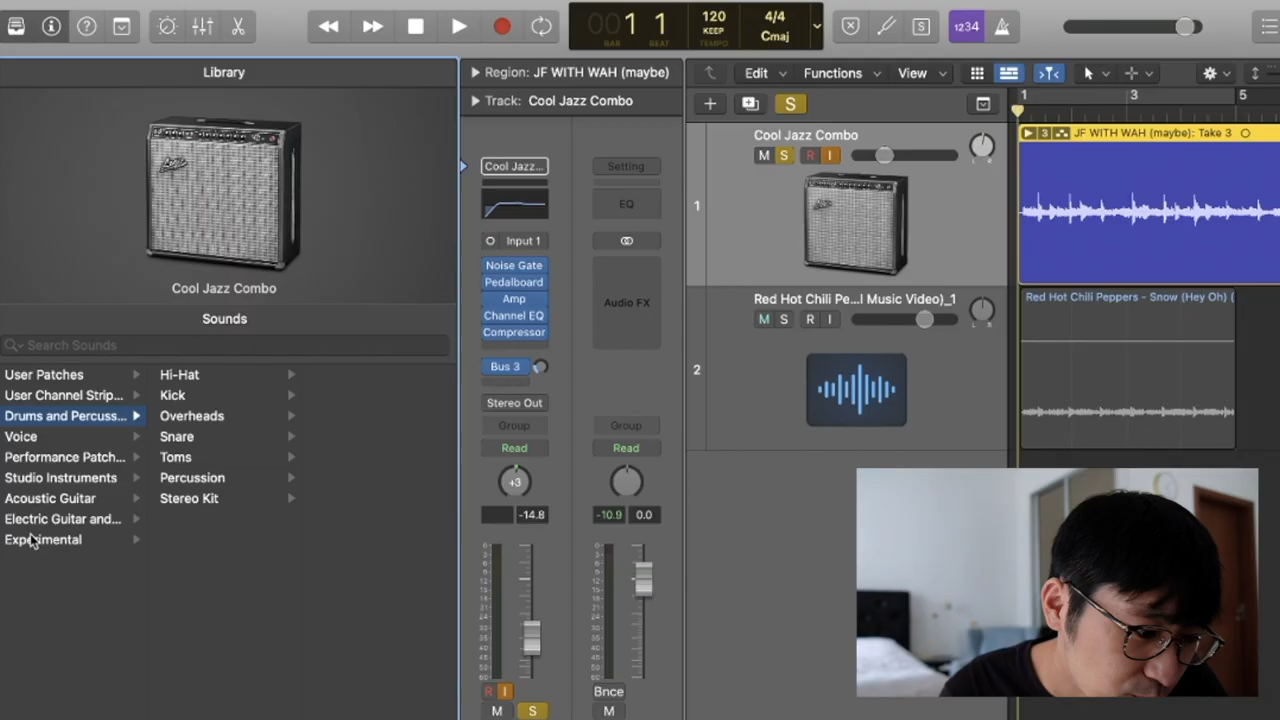 001 1
BAR BEAT
120
KEEP
TEMPO
4/4
Cmaj
S
1234
Library
Cool Jazz Combo
Sounds
Search Sounds
User Patches
User Channel Strip...
Drums and Percuss...
Voice
Performance Patch...
Studio Instruments
Acoustic Guitar
Electric Guitar and...
Experimental
Hi-Hat
Kick
Overheads
Snare
Toms
Percussion
Stereo Kit
Region: JF WITH WAH (maybe)
Track: Cool Jazz Combo
Cool Jazz...
Input 1
Noise Gate
Pedalboard
Amp
Channel EQ
Compressor
Bus 3
Stereo Out
Group
Read
+3
-14.8
R I
M S
Setting
EQ
Audio FX
Group
Read
-10.9 0.0
Bnce
M
Edit Functions View
S
1 3 5
1
Cool Jazz Combo
M S R I
L R
3 JF WITH WAH (maybe): Take 3
2
Red Hot Chili Pe...l Music Video)_1
M S R I
L R
Red Hot Chili Peppers - Snow (Hey Oh) (